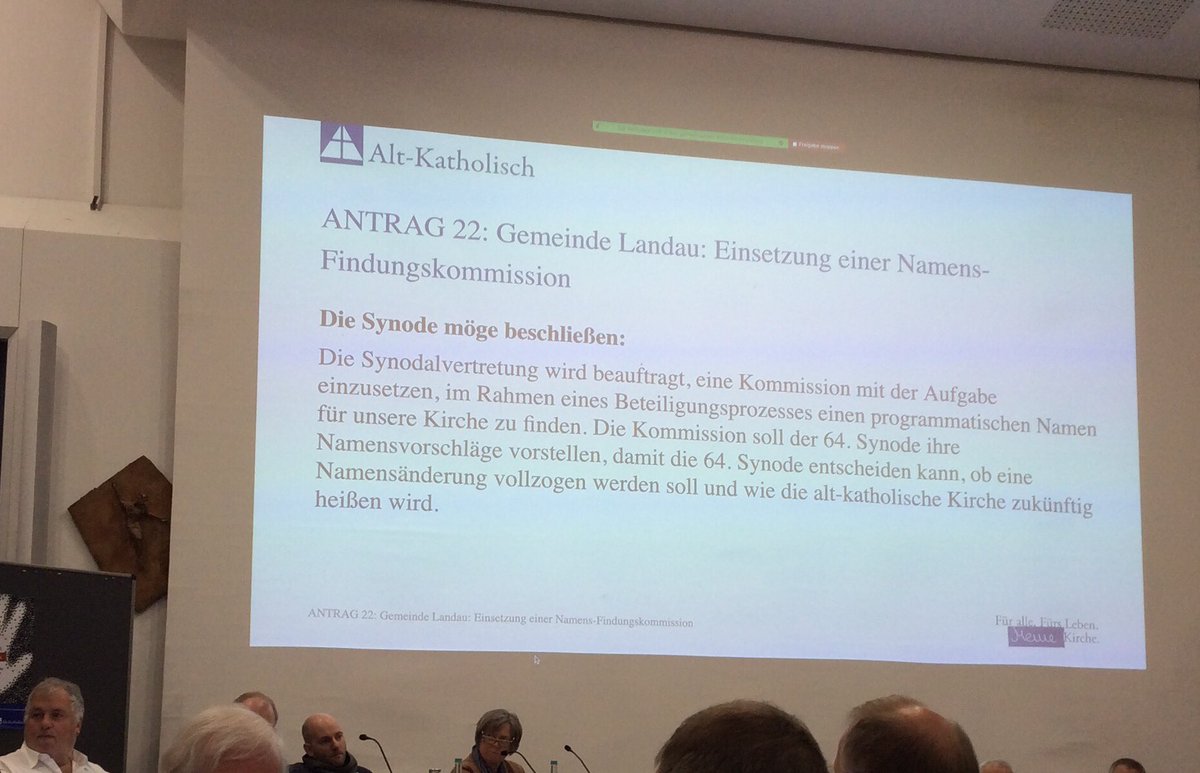 Alt-Katholisch
Freigabe stoppen
ANTRAG 22: Gemeinde Landau: Einsetzung einer Namens-
Findungskommission
Die Synode möge beschließen:
Die Synodalvertretung wird beauftragt, eine Kommission mit der Aufgabe
einzusetzen, im Rahmen eines Beteiligungsprozesses einen programmatischen Namen
für unsere Kirche zu finden. Die Kommission soll der 64. Synode ihre
Namensvorschläge vorstellen, damit die 64. Synode entscheiden kann, ob eine
Namensänderung vollzogen werden soll und wie die alt-katholische Kirche zukünftig
heißen wird.
ANTRAG 22: Gemeinde Landau: Einsetzung einer Namens-Findungskommission
Für alle. Fürs Leben.
Meine Kirche.